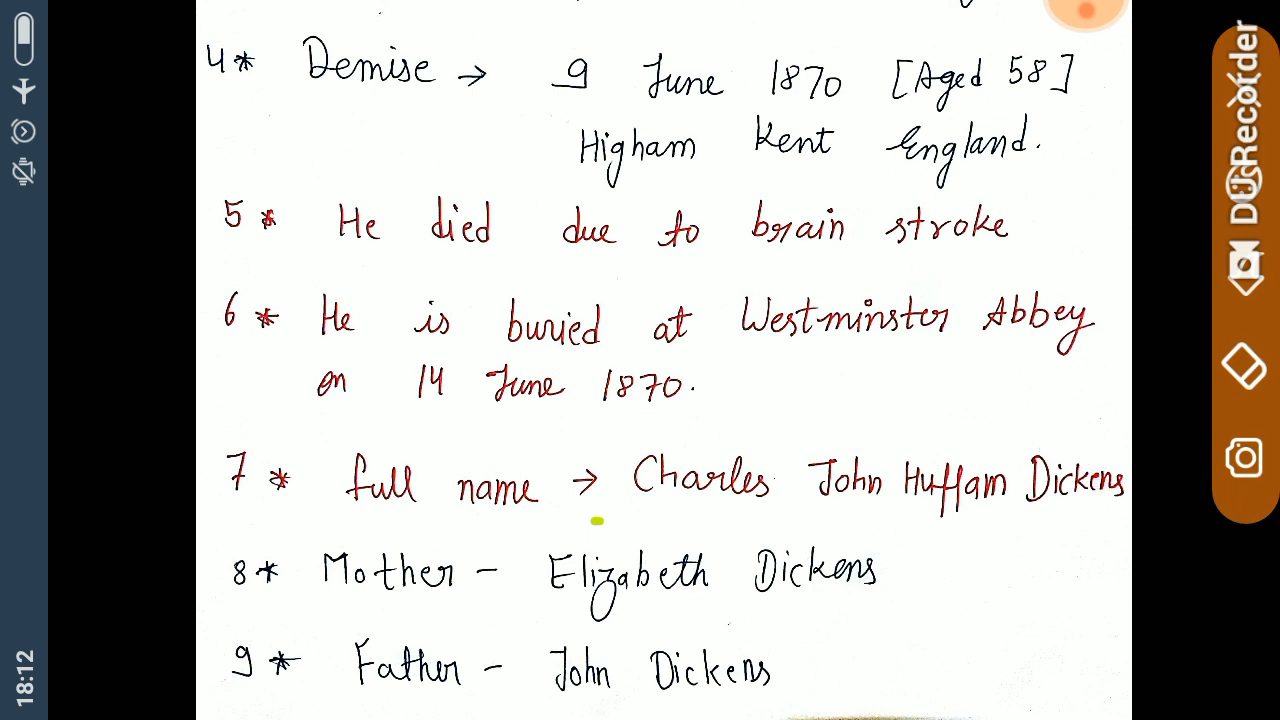 4* Demise → 9 June 1870 [Aged 58]
Higham Kent England.
5* He died due to brain stroke
6* He is buried at Westminster Abbey
on 14 June 1870.
7* full name → Charles John Huffam Dickens
8* Mother - Elizabeth Dickens
9* Father - John Dickens
18:12
DU Recorder